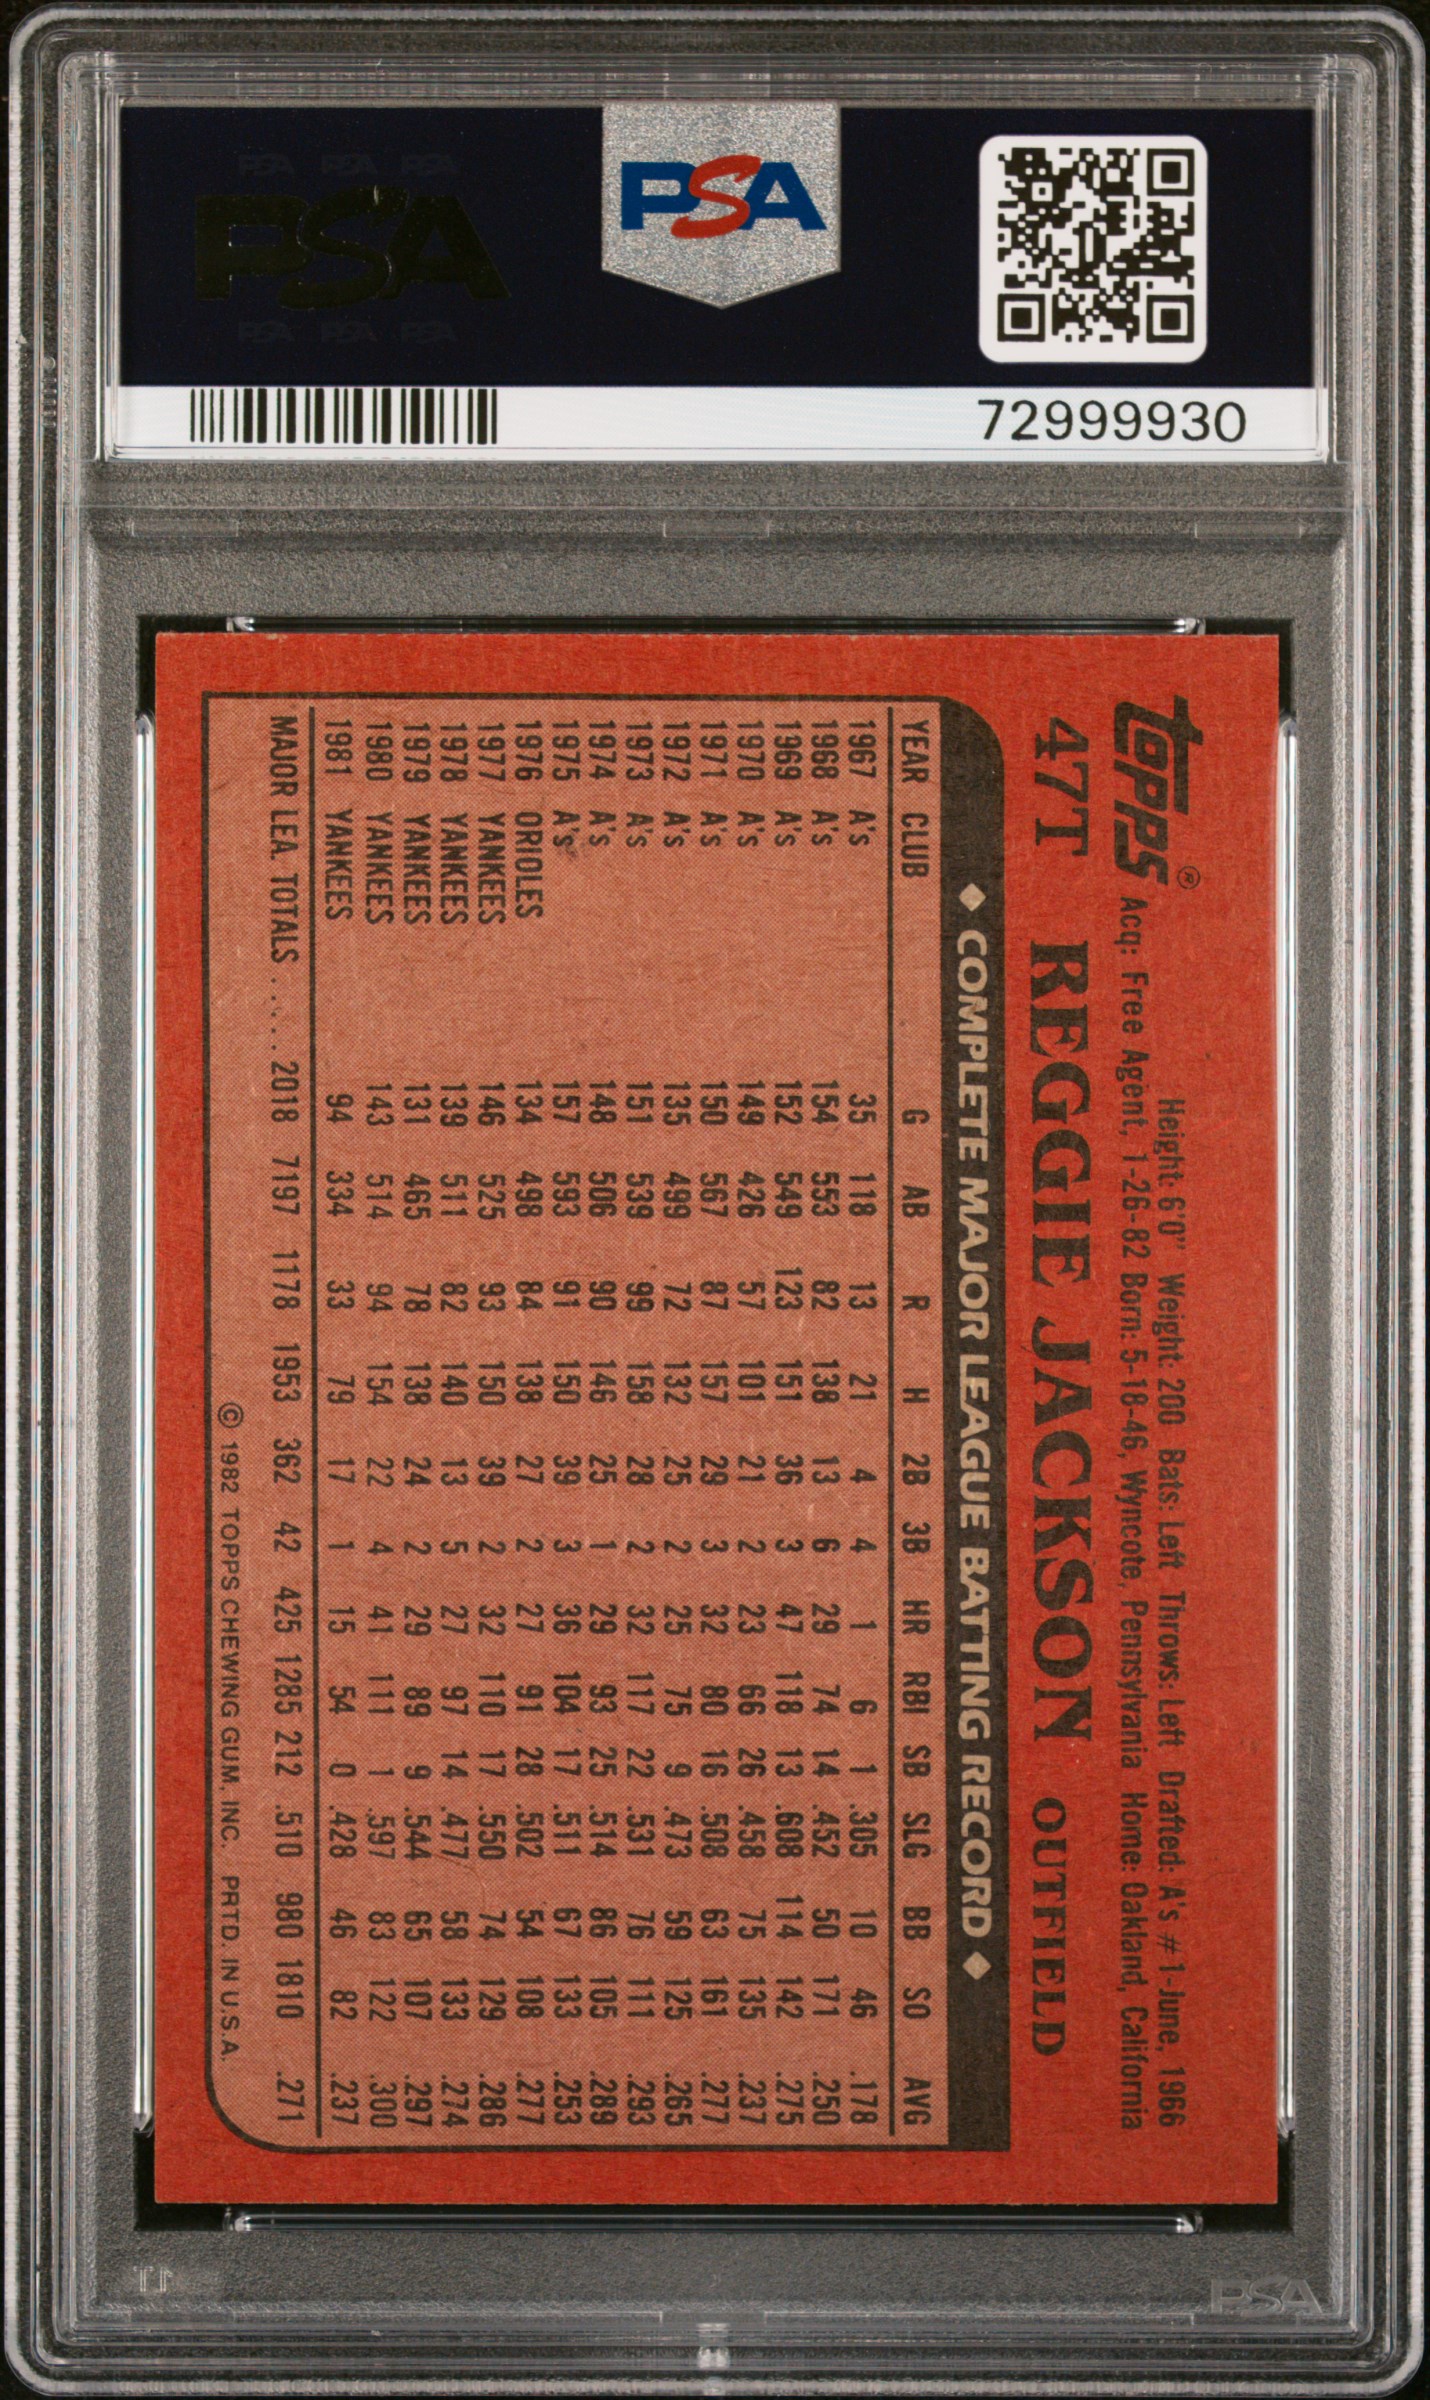 PSA PSA PSA
PSA
PSA PSA PSA
PSA
72999930
topps® Height: 6'0" Weight: 200 Bats: Left Throws: Left Drafted: A's #1-June, 1966
Acq: Free Agent, 1-26-82 Born: 5-18-46, Wyncote, Pennsylvania Home: Oakland, California
47T REGGIE JACKSON OUTFIELD
◆ COMPLETE MAJOR LEAGUE BATTING RECORD ◆
YEAR CLUB G AB R H 2B 3B HR RBI SB SLG BB SO AVG
1967 A's 35 118 13 21 4 4 1 6 1 .305 10 46 .178
1968 A's 154 553 82 138 13 6 29 74 14 .452 50 171 .250
1969 A's 152 549 123 151 36 3 47 118 13 .608 114 142 .275
1970 A's 149 426 57 101 21 2 23 66 26 .458 75 135 .237
1971 A's 150 567 87 157 29 3 32 80 16 .508 63 161 .277
1972 A's 135 499 72 132 25 2 25 75 9 .473 59 125 .265
1973 A's 151 539 99 158 28 2 32 117 22 .531 76 111 .293
1974 A's 148 506 90 146 25 1 29 93 25 .514 86 105 .289
1975 A's 157 593 91 150 39 3 36 104 17 .511 67 133 .253
1976 ORIOLES 134 498 84 138 27 2 27 91 28 .502 54 108 .277
1977 YANKEES 146 525 93 150 39 2 32 110 17 .550 74 129 .286
1978 YANKEES 139 511 82 140 13 5 27 97 14 .477 58 133 .274
1979 YANKEES 131 465 78 138 24 2 29 89 9 .544 65 107 .297
1980 YANKEES 143 514 94 154 22 4 41 111 1 .597 83 122 .300
1981 YANKEES 94 334 33 79 17 1 15 54 0 .428 46 82 .237
MAJOR LEA. TOTALS ..... 2018 7197 1178 1953 362 42 425 1285 212 .510 980 1810 .271
© 1982 TOPPS CHEWING GUM, INC. PRTD. IN U.S.A.
PSA